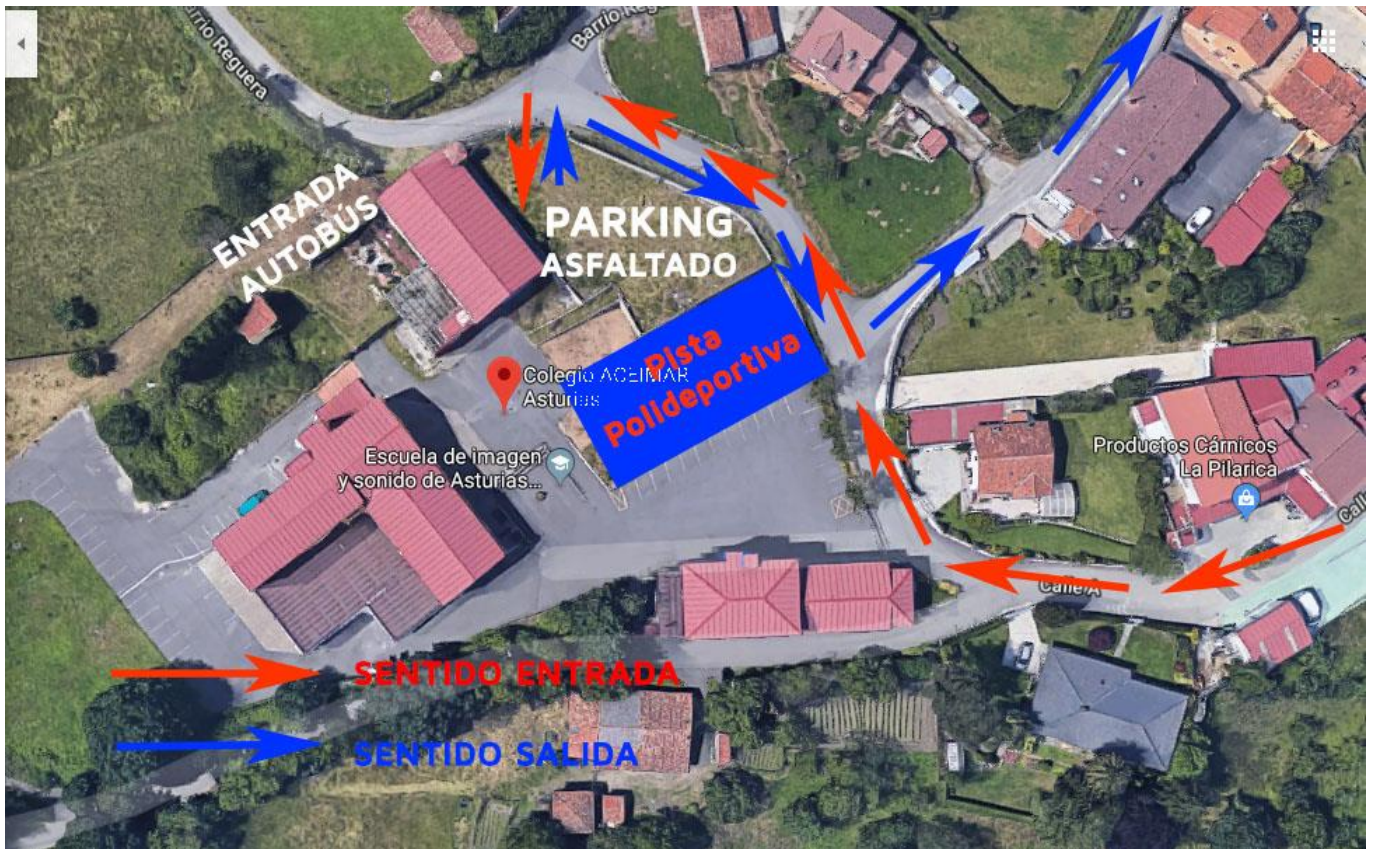 Barrio Reguera
Barrio Reg
ENTRADA
AUTOBÚS
PARKING
ASFALTADO
Pista
Polideportiva
Colegio ACEIMAR
Asturias
Escuela de imagen
y sonido de Asturias...
Productos Cárnicos
La Pilarica
Calle A
SENTIDO ENTRADA
SENTIDO SALIDA